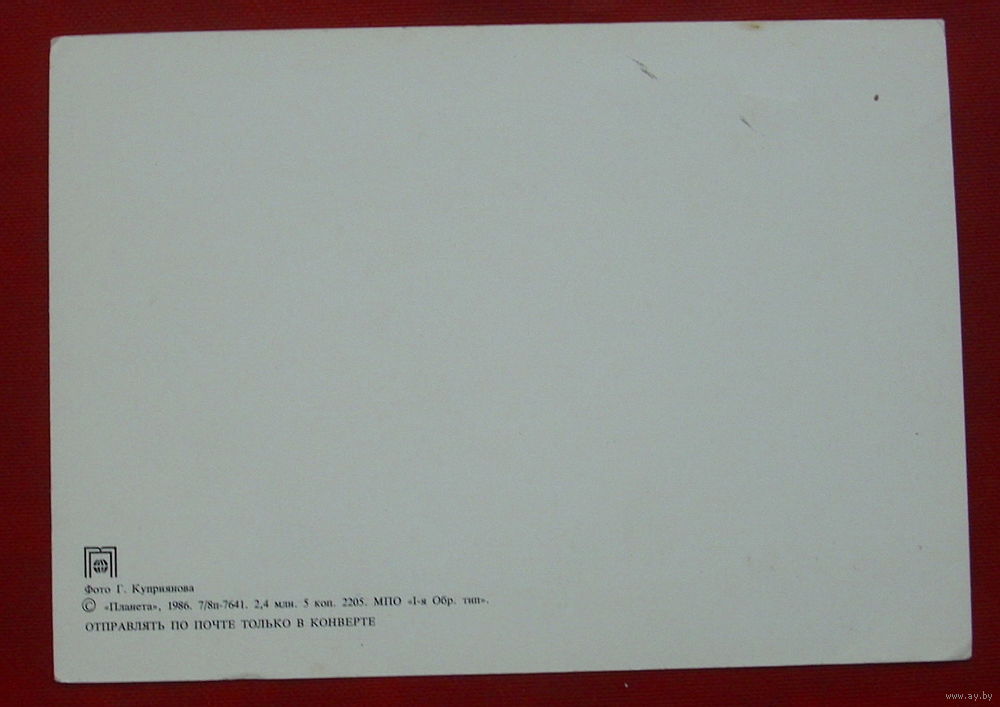 Фото Г. Куприянова
© «Планета», 1986. 7/8п-7641. 2,4 млн. 5 коп. 2205. МПО «1-я Обр. тип».
ОТПРАВЛЯТЬ ПО ПОЧТЕ ТОЛЬКО В КОНВЕРТЕ
www.ay.by